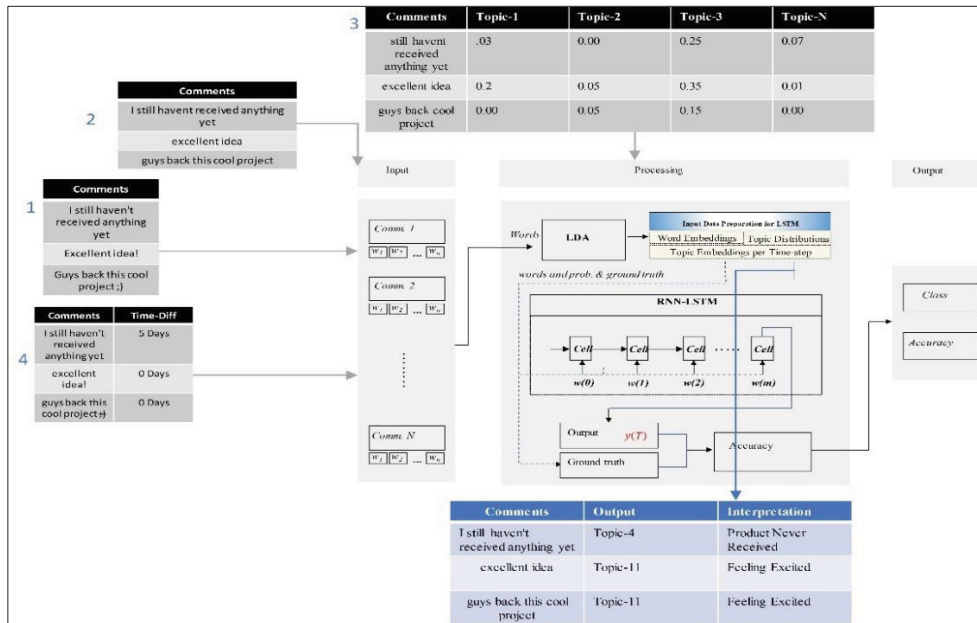 3
Comments Topic-1 Topic-2 Topic-3 Topic-N
still havent .03 0.00 0.25 0.07
received
anything yet
excellent idea 0.2 0.05 0.35 0.01
guys back cool 0.00 0.05 0.15 0.00
project
2
Comments
I still havent received anything
yet
excellent idea
guys back this cool project
1
Comments
I still haven't
received anything
yet
Excellent idea!
Guys back this cool
project ;)
4
Comments Time-Diff
I still haven't 5 Days
received
anything yet
excellent 0 Days
idea!
guys back this 0 Days
cool project ;)
Input
Comm. 1
w1 w2 ... wn
Comm. 2
w1 w2 ... wn
Comm. N
w1 w2 ... wn
Processing
Words
LDA
Input Data Preparation for LSTM
Word Embeddings Topic Distributions
Topic Embeddings per Time-step
words and prob. & ground truth
RNN-LSTM
Cell Cell Cell Cell
w(0) w(1) w(2) w(m)
Output y(T)
Ground truth
Accuracy
Output
Class
Accuracy
Comments Output Interpretation
I still haven't Topic-4 Product Never
received anything yet Received
excellent idea Topic-11 Feeling Excited
guys back this cool Topic-11 Feeling Excited
project